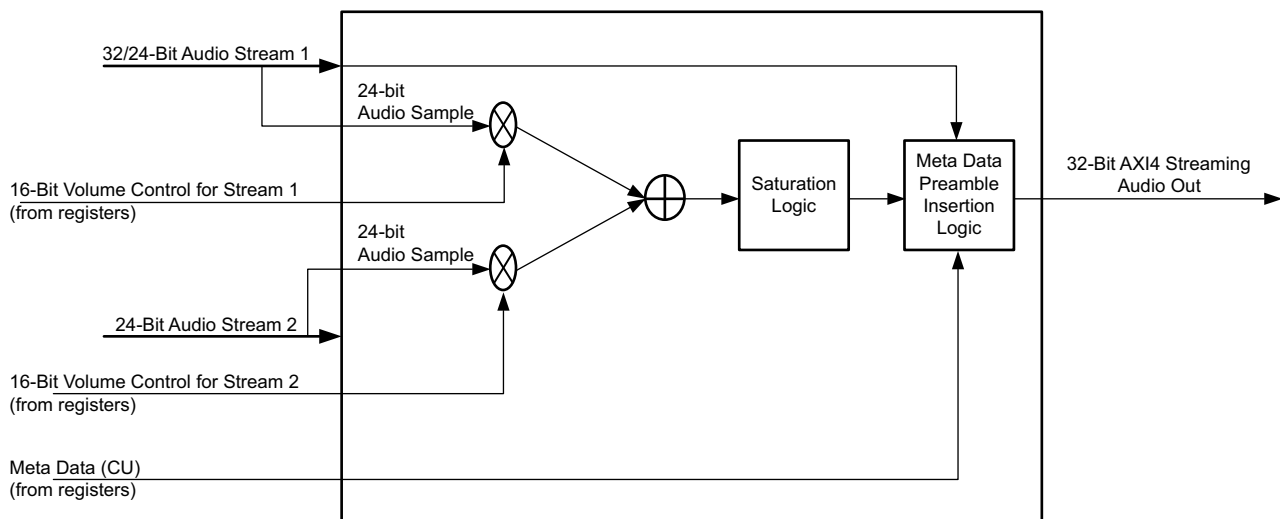 32/24-Bit Audio Stream 1
24-bit
Audio Sample
16-Bit Volume Control for Stream 1
(from registers)
24-bit
Audio Sample
24-Bit Audio Stream 2
16-Bit Volume Control for Stream 2
(from registers)
Meta Data (CU)
(from registers)
Saturation
Logic
Meta Data
Preamble
Insertion
Logic
32-Bit AXI4 Streaming
Audio Out